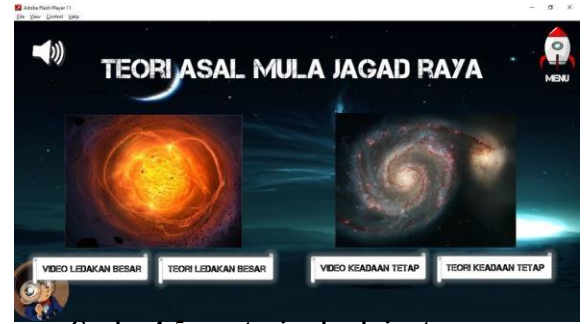 Adobe Flash Player 11
File View Control Help
TEORI ASAL MULA JAGAD RAYA
MENU
VIDEO LEDAKAN BESAR
TEORI LEDAKAN BESAR
VIDEO KEADAAN TETAP
TEORI KEADAAN TETAP